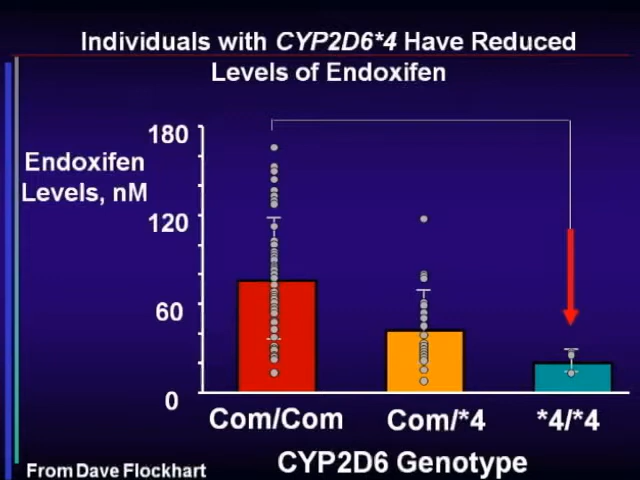 Individuals with CYP2D6*4 Have Reduced
Levels of Endoxifen
Endoxifen
Levels, nM
180
120
60
0
Com/Com
Com/*4
*4/*4
CYP2D6 Genotype
From Dave Flockhart